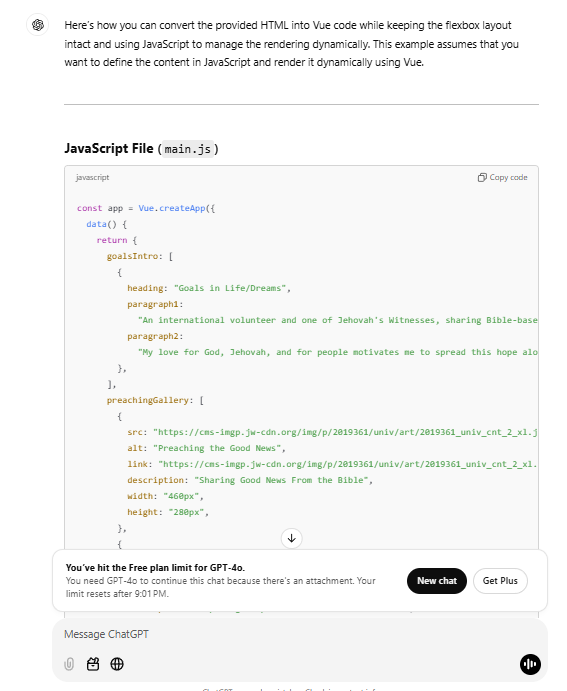 Here's how you can convert the provided HTML into Vue code while keeping the flexbox layout
intact and using JavaScript to manage the rendering dynamically. This example assumes that you
want to define the content in JavaScript and render it dynamically using Vue.
JavaScript File (main.js)
javascript
Copy code
const app = Vue.createApp({
data() {
return {
goalsIntro: [
{
heading: "Goals in Life/Dreams",
paragraph1:
"An international volunteer and one of Jehovah's Witnesses, sharing Bible-base
paragraph2:
"My love for God, Jehovah, and for people motivates me to spread this hope alo
},
],
preachingGallery: [
{
src: "https://cms-imgp.jw-cdn.org/img/p/2019361/univ/art/2019361_univ_cnt_2_xl.j
alt: "Preaching the Good News",
link: "https://cms-imgp.jw-cdn.org/img/p/2019361/univ/art/2019361_univ_cnt_2_xl.
description: "Sharing Good News From the Bible",
width: "460px",
height: "280px",
},
{
You've hit the Free plan limit for GPT-4o.
You need GPT-4o to continue this chat because there's an attachment. Your
limit resets after 9:01 PM.
New chat
Get Plus
Message ChatGPT